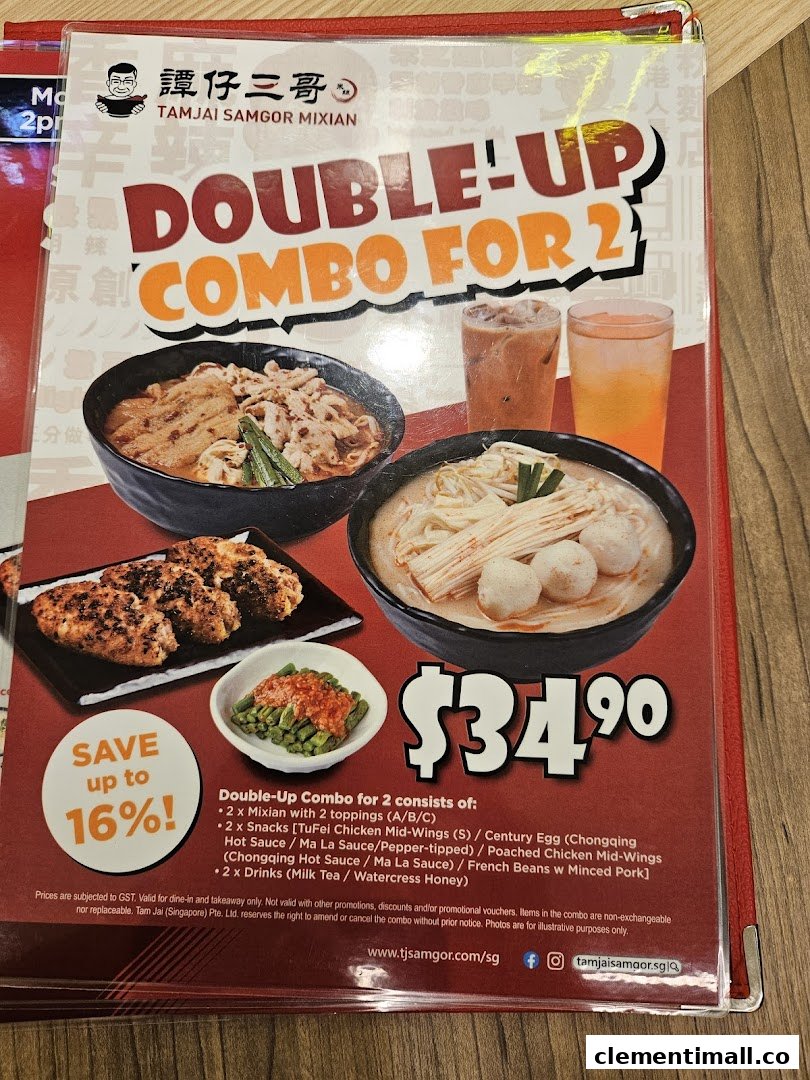 Mo
2pr
譚仔三哥 米線
TAMJAI SAMGOR MIXIAN
DOUBLE-UP
COMBO FOR 2
$34.90
SAVE
up to
16%!
Double-Up Combo for 2 consists of:
• 2 x Mixian with 2 toppings (A/B/C)
• 2 x Snacks [TuFei Chicken Mid-Wings (S) / Century Egg (Chongqing
Hot Sauce / Ma La Sauce/Pepper-tipped) / Poached Chicken Mid-Wings
(Chongqing Hot Sauce / Ma La Sauce) / French Beans w Minced Pork]
• 2 x Drinks (Milk Tea / Watercress Honey)
Prices are subjected to GST. Valid for dine-in and takeaway only. Not valid with other promotions, discounts and/or promotional vouchers. Items in the combo are non-exchangeable
nor replaceable. Tam Jai (Singapore) Pte. Ltd. reserves the right to amend or cancel the combo without prior notice. Photos are for illustrative purposes only.
www.tjsamgor.com/sg
tamjaisamgor.sg
clementimall.co